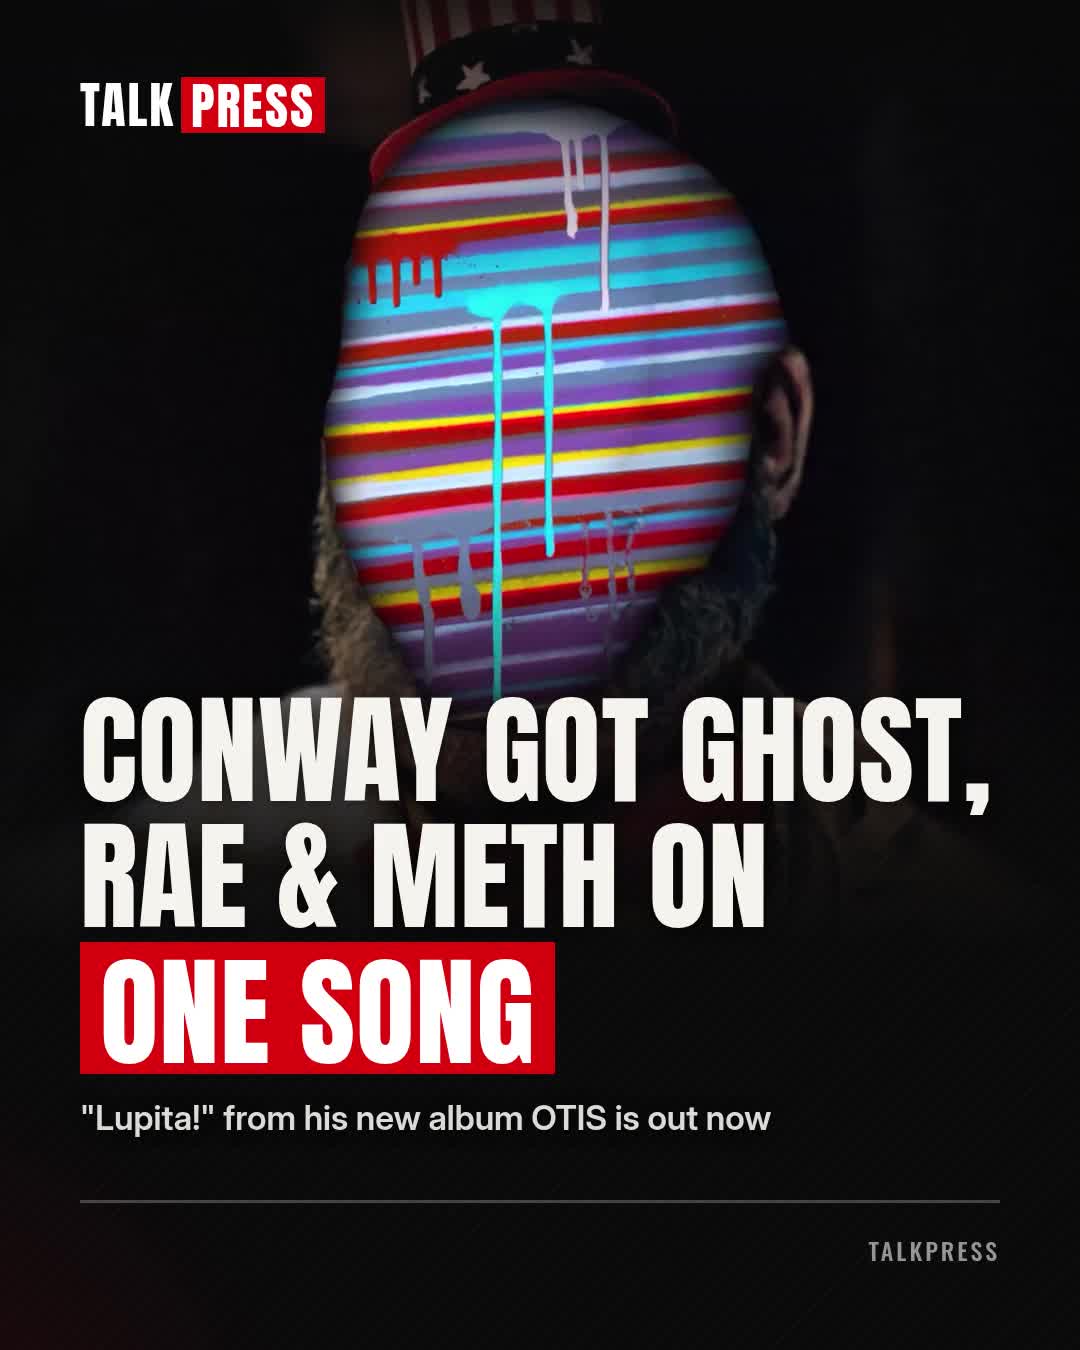 TALK PRESS
CONWAY GOT GHOST,
RAE & METH ON
ONE SONG
"Lupita!" from his new album OTIS is out now
TALKPRESS